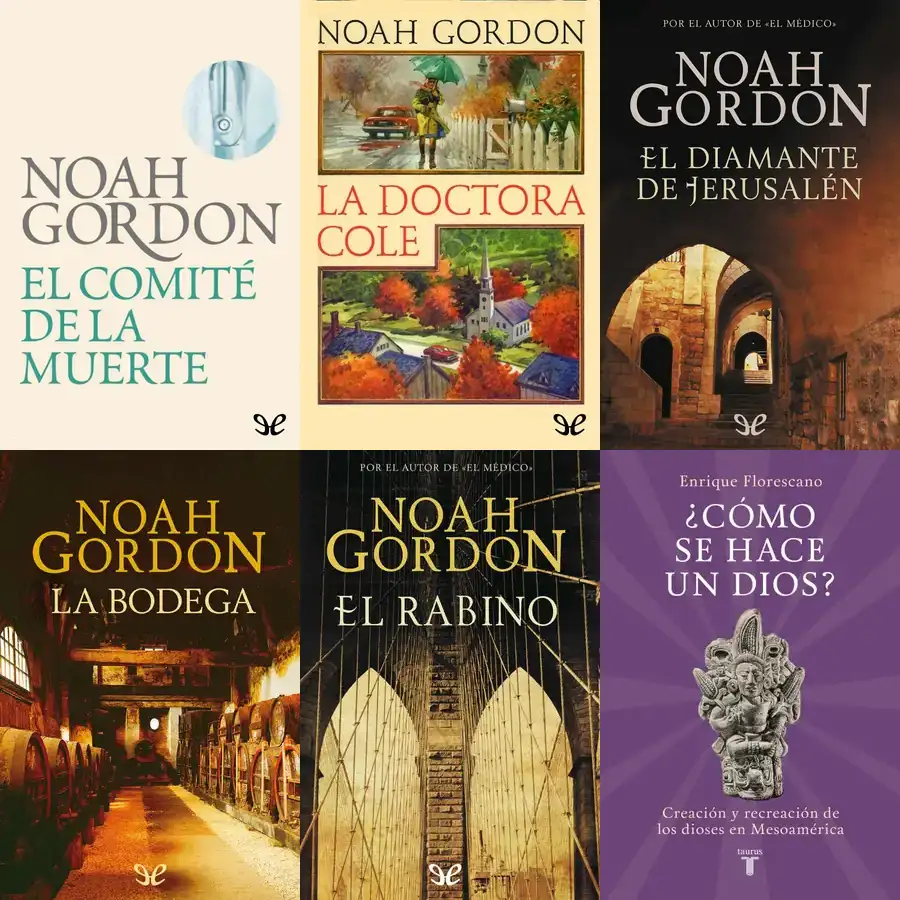 NOAH
GORDON
EL COMITÉ
DE LA
MUERTE
NOAH GORDON
LA DOCTORA
COLE
POR EL AUTOR DE «EL MÉDICO»
NOAH
GORDON
EL DIAMANTE
DE JERUSALÉN
NOAH
GORDON
LA BODEGA
POR EL AUTOR DE «EL MÉDICO»
NOAH
GORDON
EL RABINO
Enrique Florescano
¿CÓMO
SE HACE
UN DIOS?
Creación y recreación de
los dioses en Mesoamérica
taurus
T